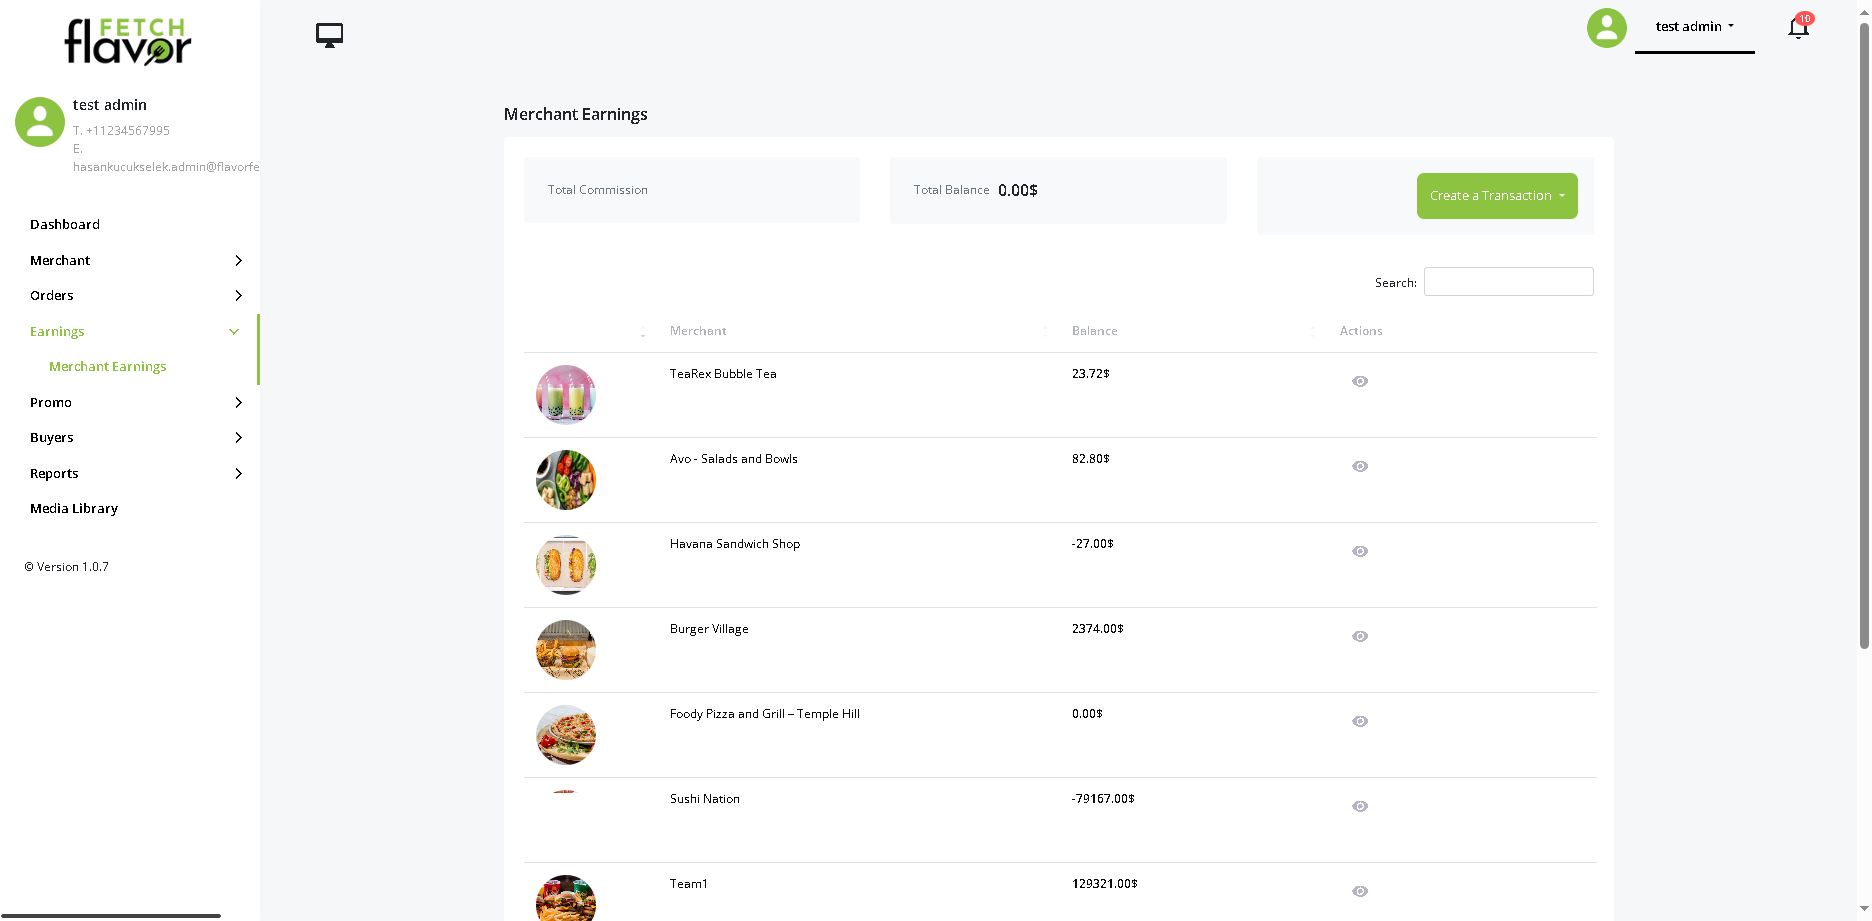 FETCH
flavor
test admin
10
test admin
T. +11234567995
E.
hasankucukselek.admin@flavorfe
Dashboard
Merchant
Orders
Earnings
Merchant Earnings
Promo
Buyers
Reports
Media Library
© Version 1.0.7
Merchant Earnings
Total Commission
Total Balance 0.00$
Create a Transaction
Search:
Merchant Balance Actions
TeaRex Bubble Tea 23.72$
Avo - Salads and Bowls 82.80$
Havana Sandwich Shop -27.00$
Burger Village 2374.00$
Foody Pizza and Grill – Temple Hill 0.00$
Sushi Nation -79167.00$
Team1 129321.00$